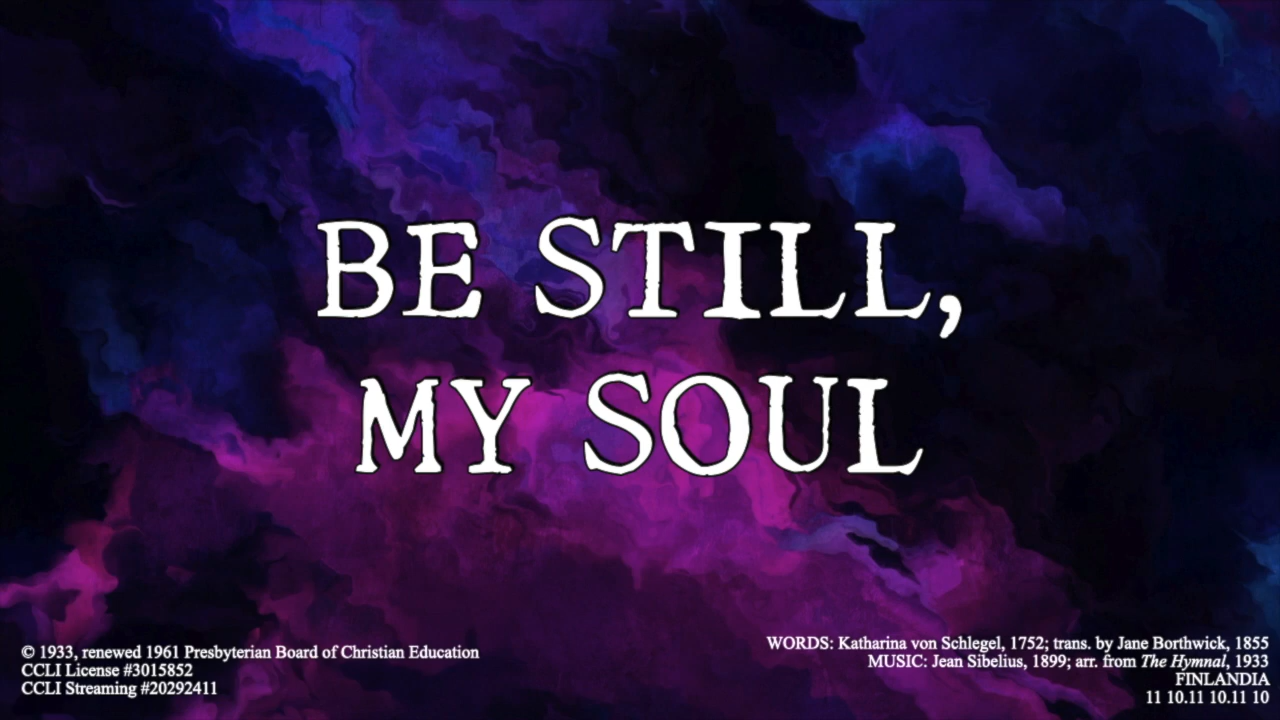 BE STILL,
MY SOUL
© 1933, renewed 1961 Presbyterian Board of Christian Education
CCLI License #3015852
CCLI Streaming #20292411
WORDS: Katharina von Schlegel, 1752; trans. by Jane Borthwick, 1855
MUSIC: Jean Sibelius, 1899; arr. from The Hymnal, 1933
FINLANDIA
11 10.11 10.11 10